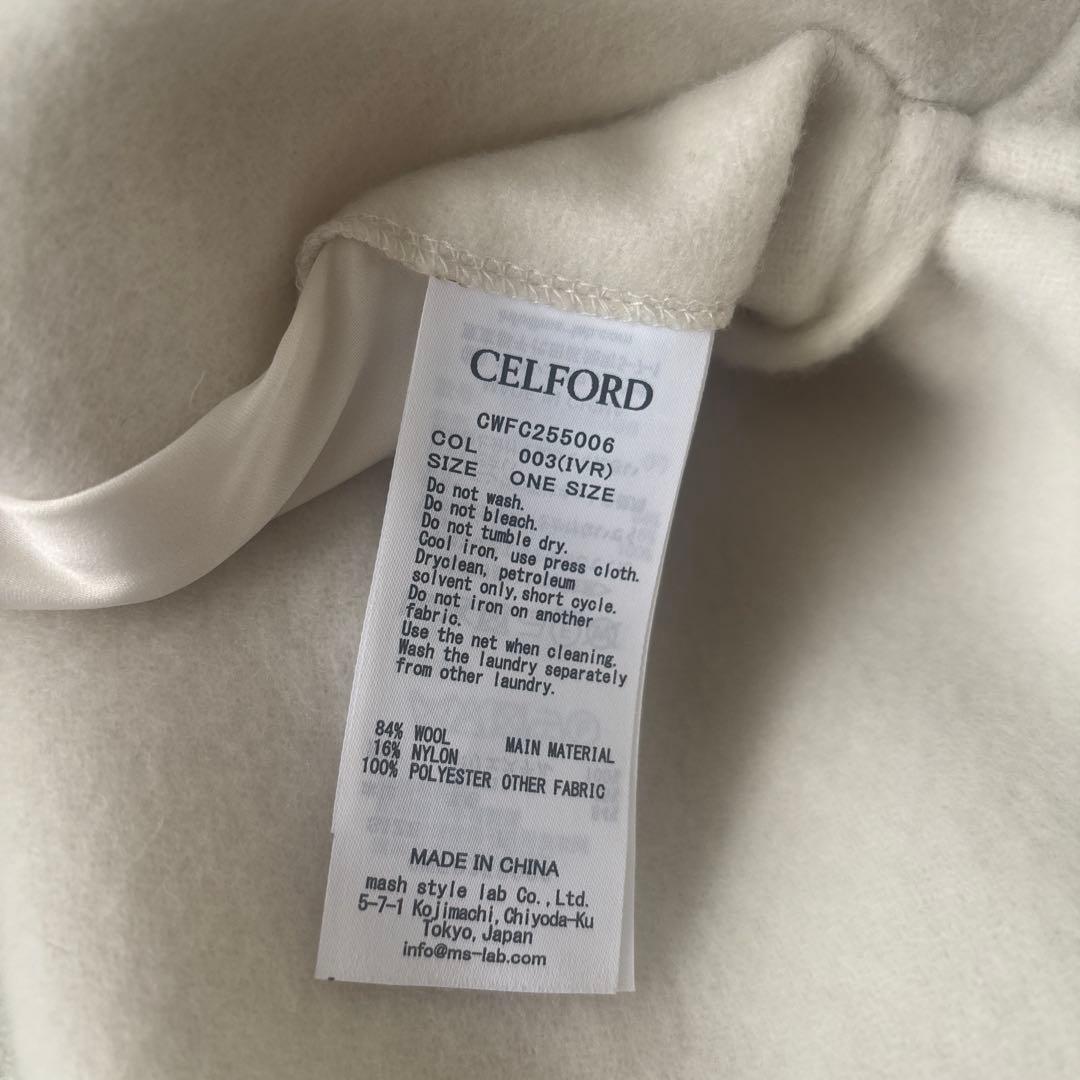 CELFORD
CWFC255006
COL 003(IVR)
SIZE ONE SIZE
Do not wash.
Do not bleach.
Do not tumble dry.
Cool iron, use press cloth.
Dryclean, petroleum
solvent only,short cycle.
Do not iron on another
fabric.
Use the net when cleaning.
Wash the laundry separately
from other laundry.
84% WOOL MAIN MATERIAL
16% NYLON
100% POLYESTER OTHER FABRIC
MADE IN CHINA
mash style lab Co.,Ltd.
5-7-1 Kojimachi,Chiyoda-Ku
Tokyo,Japan
info@ms-lab.com